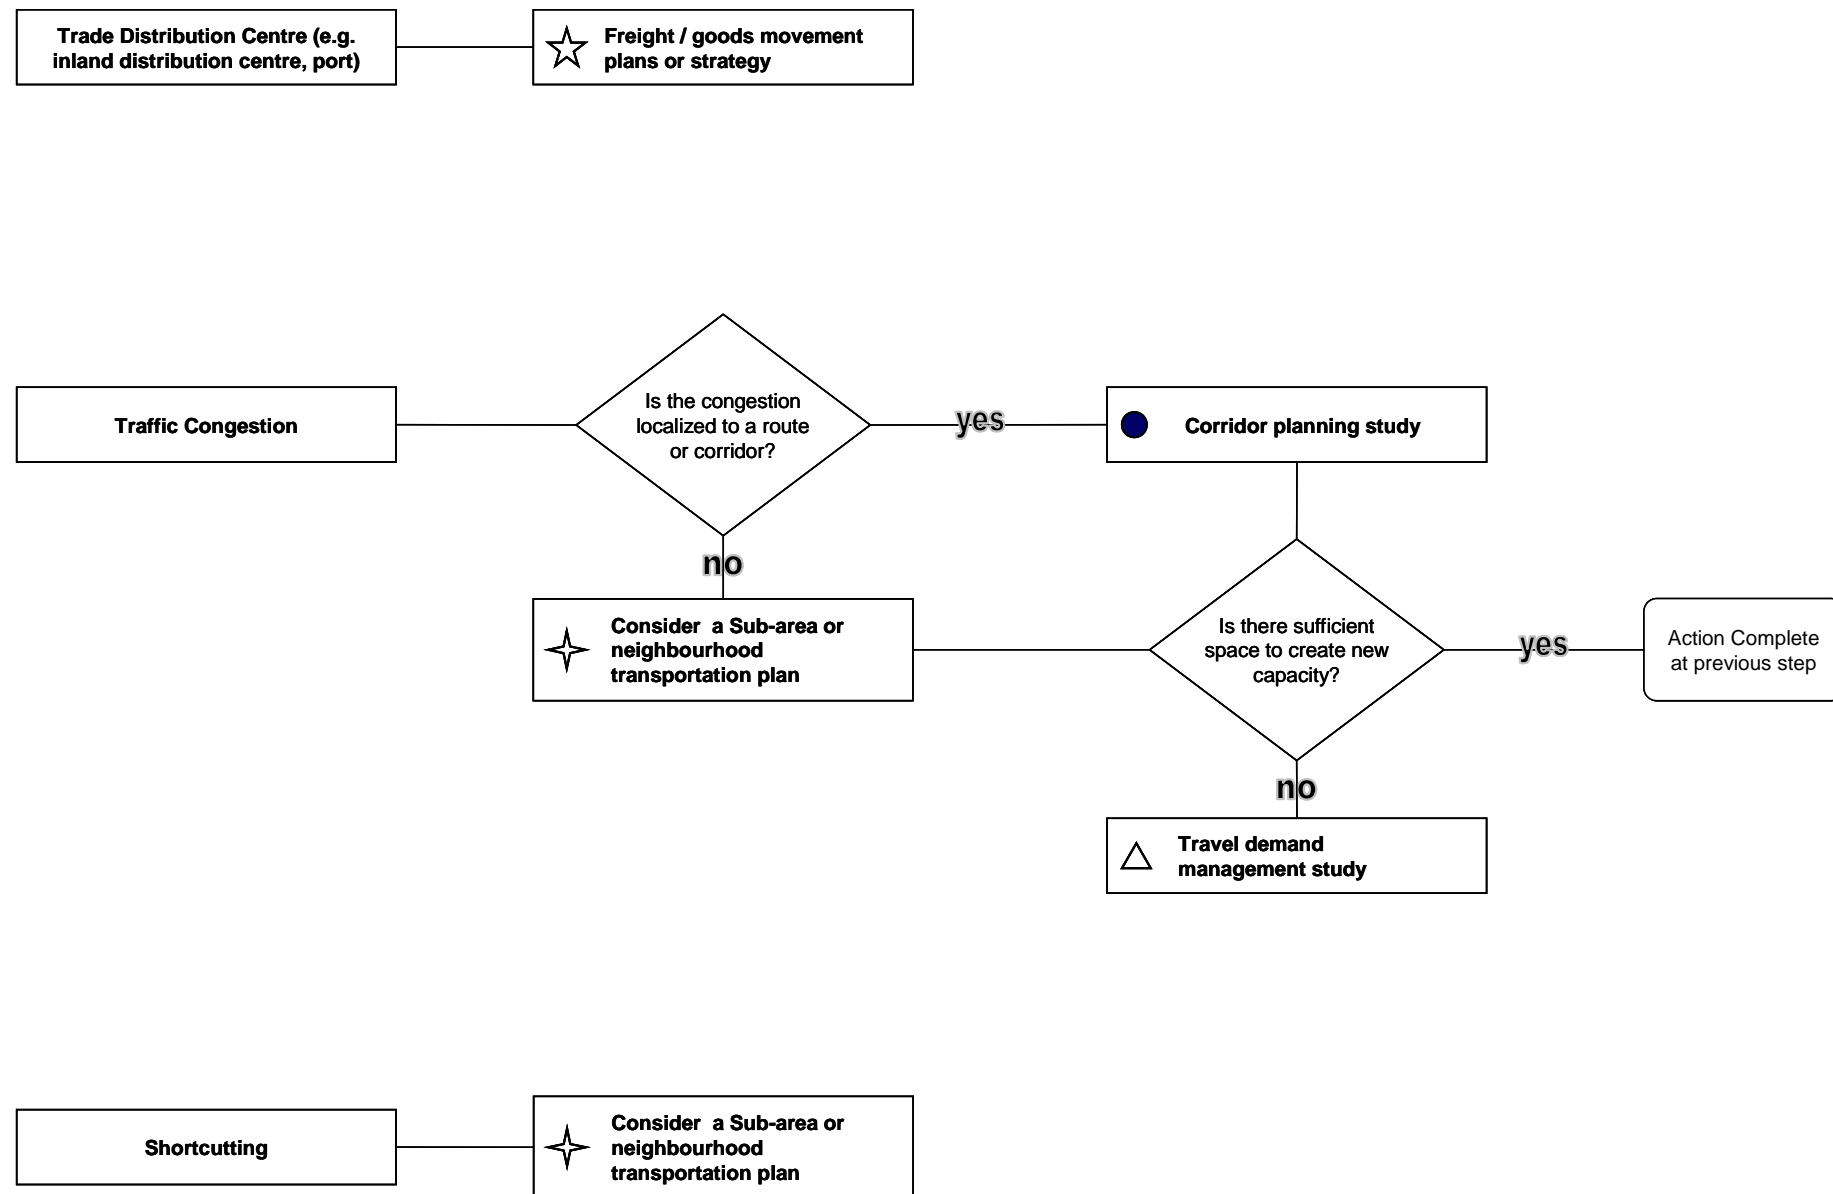 Trade Distribution Centre (e.g.
inland distribution centre, port)
Freight / goods movement
plans or strategy
Traffic Congestion
Is the congestion
localized to a route
or corridor?
yes
Corridor planning study
no
Consider a Sub-area or
neighbourhood
transportation plan
Is there sufficient
space to create new
capacity?
yes
Action Complete
at previous step
no
Travel demand
management study
Shortcutting
Consider a Sub-area or
neighbourhood
transportation plan